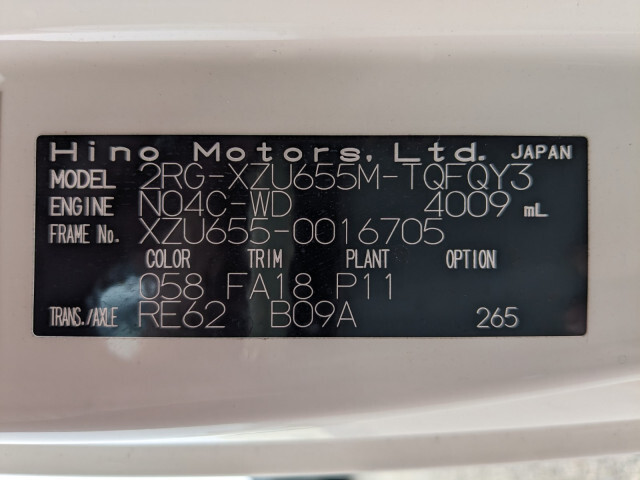 Hino Motors, Ltd. JAPAN
MODEL 2RG-XZU655M-TQFQY3
ENGINE N04C-WD 4009 mL
FRAME No. XZU655-0016705
COLOR TRIM PLANT OPTION
058 FA18 P11
TRANS./AXLE RE62 B09A 265